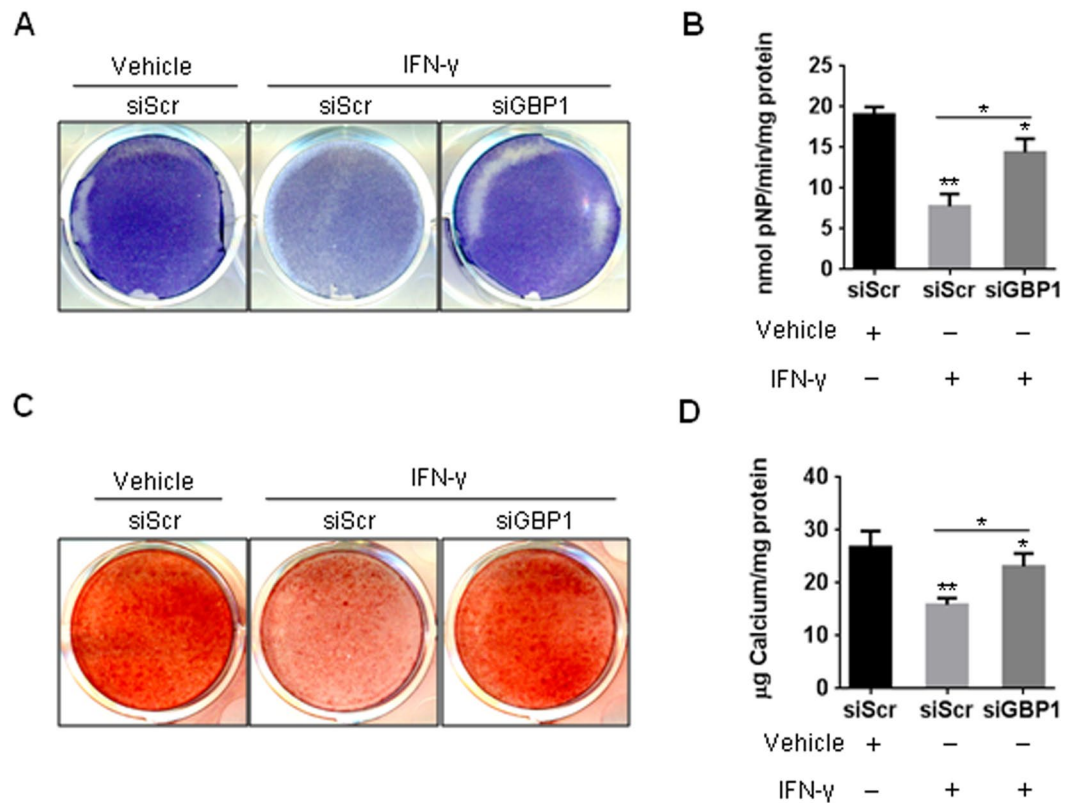 A
Vehicle IFN-γ
siScr siScr siGBP1
B
nmol pNP/min/mg protein
25
20
15
10
5
0
*
*
**
siScr siScr siGBP1
Vehicle + – –
IFN-γ – + +
C
Vehicle IFN-γ
siScr siScr siGBP1
D
µg Calcium/mg protein
40
30
20
10
0
*
*
**
siScr siScr siGBP1
Vehicle + – –
IFN-γ – + +